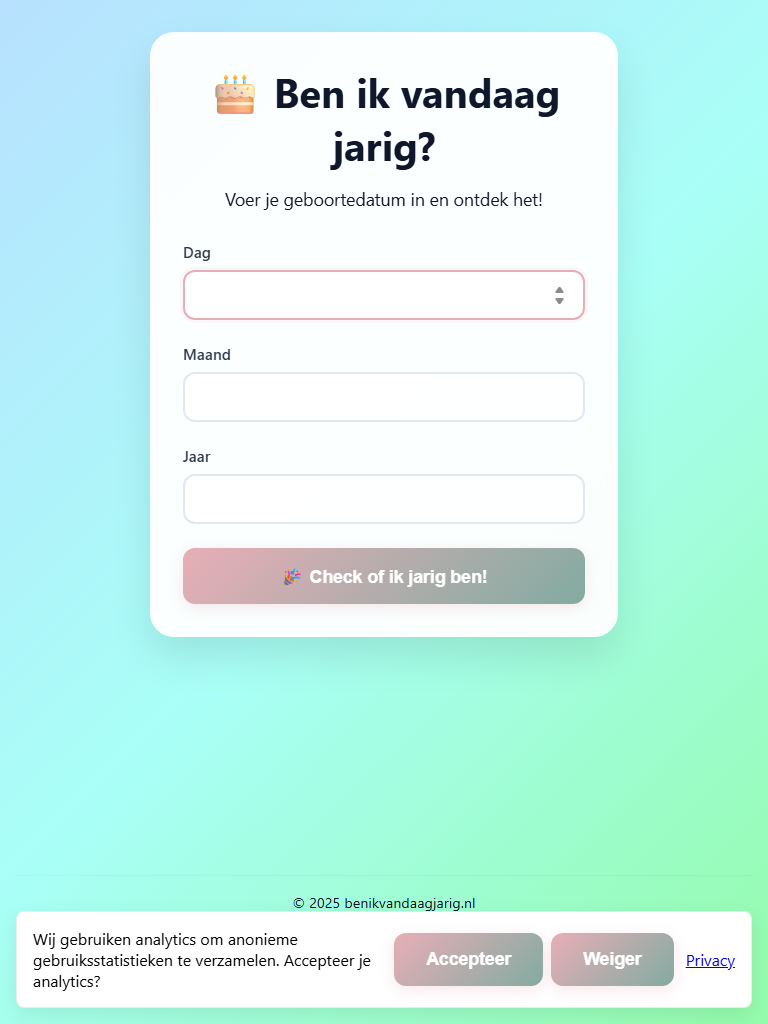 Ben ik vandaag
jarig?
Voer je geboortedatum in en ontdek het!
Dag
Maand
Jaar
Check of ik jarig ben!
© 2025 benikvandaagjarig.nl
Wij gebruiken analytics om anonieme
gebruiksstatistieken te verzamelen. Accepteer je
analytics?
Accepteer
Weiger
Privacy